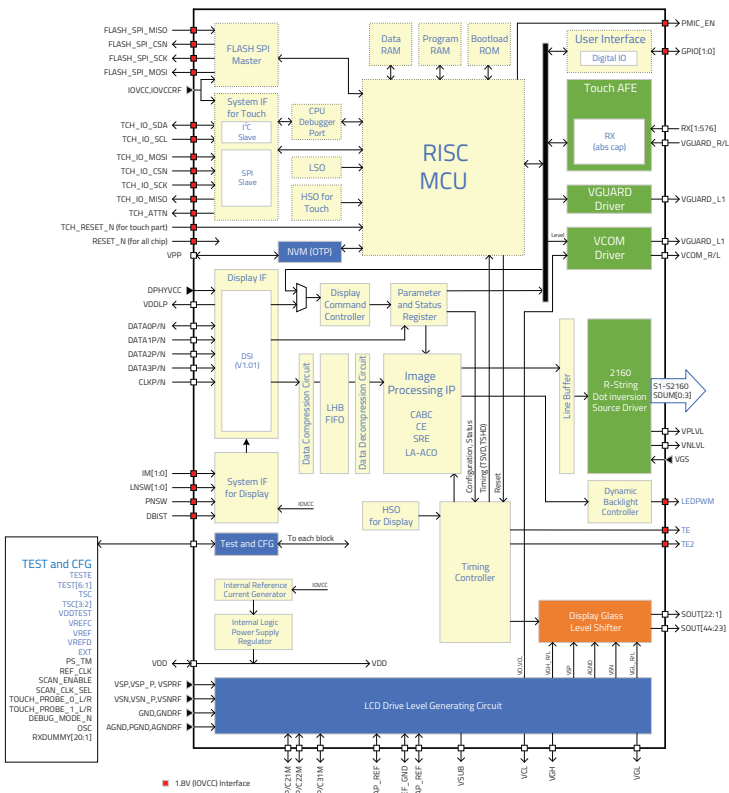 FLASH_SPI_MISO
FLASH_SPI_CSN
FLASH_SPI_SCK
FLASH_SPI_MOSI
IOVCC,IOVCCRF
TCH_IO_SDA
TCH_IO_SCL
TCH_IO_MOSI
TCH_IO_CSN
TCH_IO_SCK
TCH_IO_MISO
TCH_ATTN
TCH_RESET_N (for touch part)
RESET_N (for all chip)
VPP
DPHYVCC
VDDLP
DATA0P/N
DATA1P/N
DATA2P/N
DATA3P/N
CLKP/N
IM[1:0]
LNSW[1:0]
PNSW
DBIST
FLASH SPI
Master
System IF
for Touch
I²C
Slave
SPI
Slave
CPU
Debugger
Port
LSO
HSO for
Touch
NVM (OTP)
Data
RAM
Program
RAM
Bootload
ROM
RISC
MCU
User Interface
Digital IO
Touch AFE
RX
(abs cap)
VGUARD
Driver
Level
VCOM
Driver
PMIC_EN
GPIO[1:0]
RX[1:576]
VGUARD_R/L
VGUARD_L1
VGUARD_L1
VCOM_R/L
Display IF
DSI
(V1.01)
Display
Command
Controller
Parameter
and Status
Register
Data Compression Circuit
LHB
FIFO
Data Decompression Circuit
Image
Processing IP
CABC
CE
SRE
LA-ACO
Configuration, Status
Timing (TSVD,TSHD)
Reset
Line Buffer
2160
R-String
Dot inversion
Source Driver
S1-S2160
SDUM[0:3]
VPLVL
VNLVL
VGS
Dynamic
Backlight
Controller
LEDPWM
TE
TE2
System IF
for Display
IOVCC
HSO
for Display
Test and CFG
To each block
Timing
Controller
Internal Reference
Current Generator
IOVCC
Internal Logic
Power Supply
Regulator
VDD
VDD
Display Glass
Level Shifter
SOUT[22:1]
SOUT[44:23]
VCL
VGH_R/L
VSP
AGND
VSN
VGL_R/L
TEST and CFG
TESTE
TEST[6:1]
TSC
TSC[3:2]
VDDTEST
VREFC
VREF
VREFD
EXT
PS_TM
REF_CLK
SCAN_ENABLE
SCAN_CLK_SEL
TOUCH_PROBE_0_L/R
TOUCH_PROBE_1_L/R
DEBUG_MODE_N
OSC
RXDUMMY[20:1]
VSP,VSP_P, VSPRF
VSN,VSN_P,VSNRF
GND,GNDRF
AGND,PGND,AGNDRF
LCD Drive Level Generating Circuit
P/C21M
P/C22M
P/C31M
AP_REF
EF_GND
AP_REF
VSUB
VCL
VGH
VGL
1.8V (IOVCC) Interface